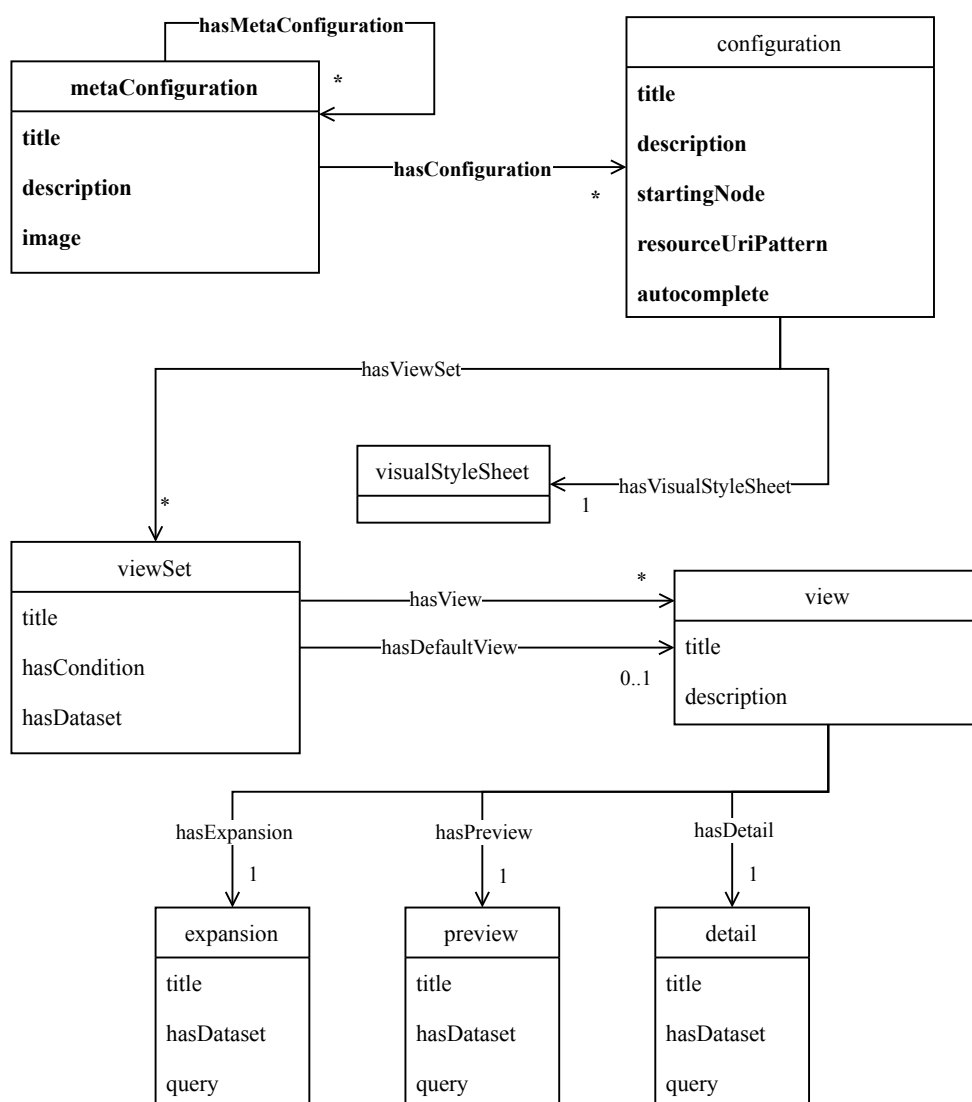 hasMetaConfiguration
metaConfiguration
*
title
description
image
hasConfiguration
*
configuration
title
description
startingNode
resourceUriPattern
autocomplete
hasViewSet
visualStyleSheet
hasVisualStyleSheet
1
*
viewSet
title
hasCondition
hasDataset
hasView
*
hasDefaultView
0..1
view
title
description
hasExpansion
hasPreview
hasDetail
1
1
1
expansion
title
hasDataset
query
preview
title
hasDataset
query
detail
title
hasDataset
query